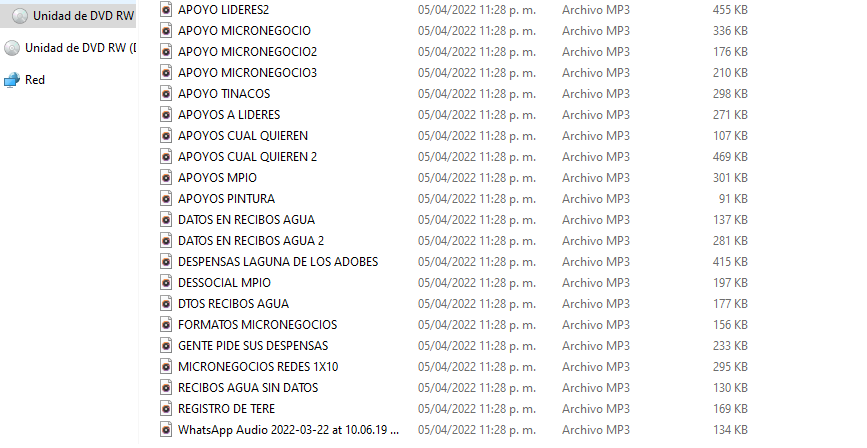 Unidad de DVD RW
Unidad de DVD RW (D
Red
APOYO LIDERES2 05/04/2022 11:28 p. m. Archivo MP3 455 KB
APOYO MICRONEGOCIO 05/04/2022 11:28 p. m. Archivo MP3 336 KB
APOYO MICRONEGOCIO2 05/04/2022 11:28 p. m. Archivo MP3 176 KB
APOYO MICRONEGOCIO3 05/04/2022 11:28 p. m. Archivo MP3 210 KB
APOYO TINACOS 05/04/2022 11:28 p. m. Archivo MP3 298 KB
APOYOS A LIDERES 05/04/2022 11:28 p. m. Archivo MP3 271 KB
APOYOS CUAL QUIEREN 05/04/2022 11:28 p. m. Archivo MP3 107 KB
APOYOS CUAL QUIEREN 2 05/04/2022 11:28 p. m. Archivo MP3 469 KB
APOYOS MPIO 05/04/2022 11:28 p. m. Archivo MP3 301 KB
APOYOS PINTURA 05/04/2022 11:28 p. m. Archivo MP3 91 KB
DATOS EN RECIBOS AGUA 05/04/2022 11:28 p. m. Archivo MP3 137 KB
DATOS EN RECIBOS AGUA 2 05/04/2022 11:28 p. m. Archivo MP3 281 KB
DESPENSAS LAGUNA DE LOS ADOBES 05/04/2022 11:28 p. m. Archivo MP3 415 KB
DESSOCIAL MPIO 05/04/2022 11:28 p. m. Archivo MP3 197 KB
DTOS RECIBOS AGUA 05/04/2022 11:28 p. m. Archivo MP3 177 KB
FORMATOS MICRONEGOCIOS 05/04/2022 11:28 p. m. Archivo MP3 156 KB
GENTE PIDE SUS DESPENSAS 05/04/2022 11:28 p. m. Archivo MP3 233 KB
MICRONEGOCIOS REDES 1X10 05/04/2022 11:28 p. m. Archivo MP3 295 KB
RECIBOS AGUA SIN DATOS 05/04/2022 11:28 p. m. Archivo MP3 130 KB
REGISTRO DE TERE 05/04/2022 11:28 p. m. Archivo MP3 169 KB
WhatsApp Audio 2022-03-22 at 10.06.19 ... 05/04/2022 11:28 p. m. Archivo MP3 134 KB